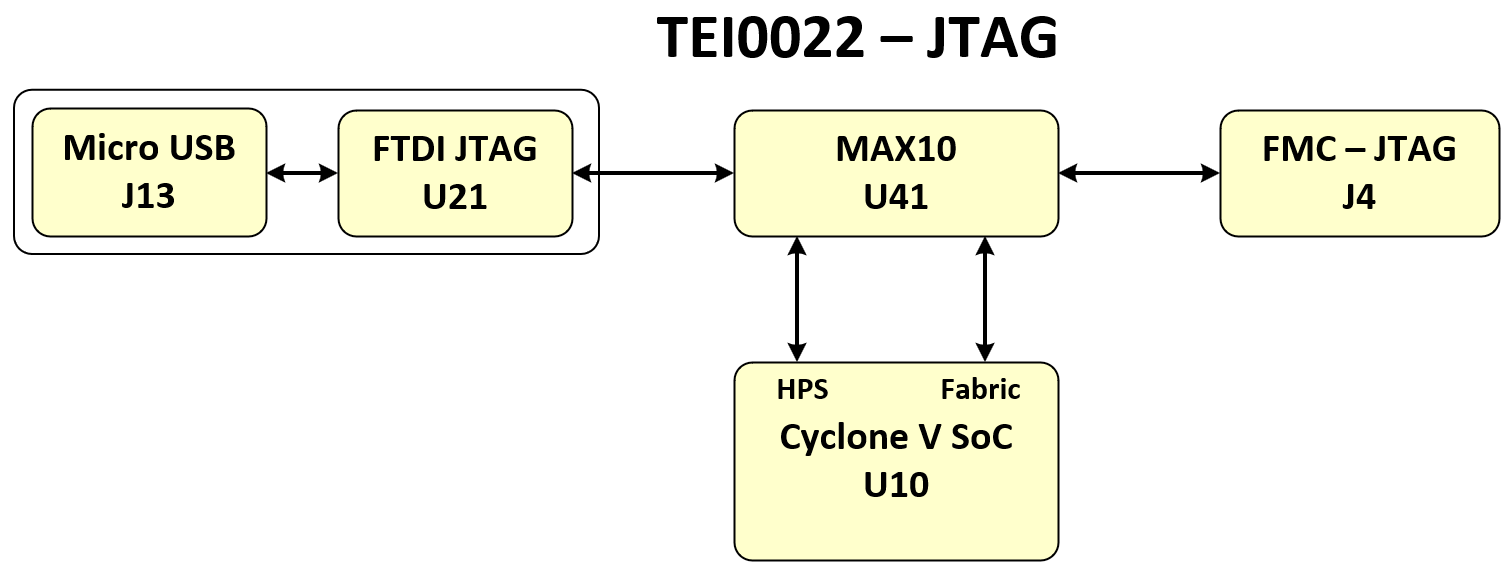 TEI0022 – JTAG
Micro USB
J13
FTDI JTAG
U21
MAX10
U41
FMC – JTAG
J4
HPS
Fabric
Cyclone V SoC
U10